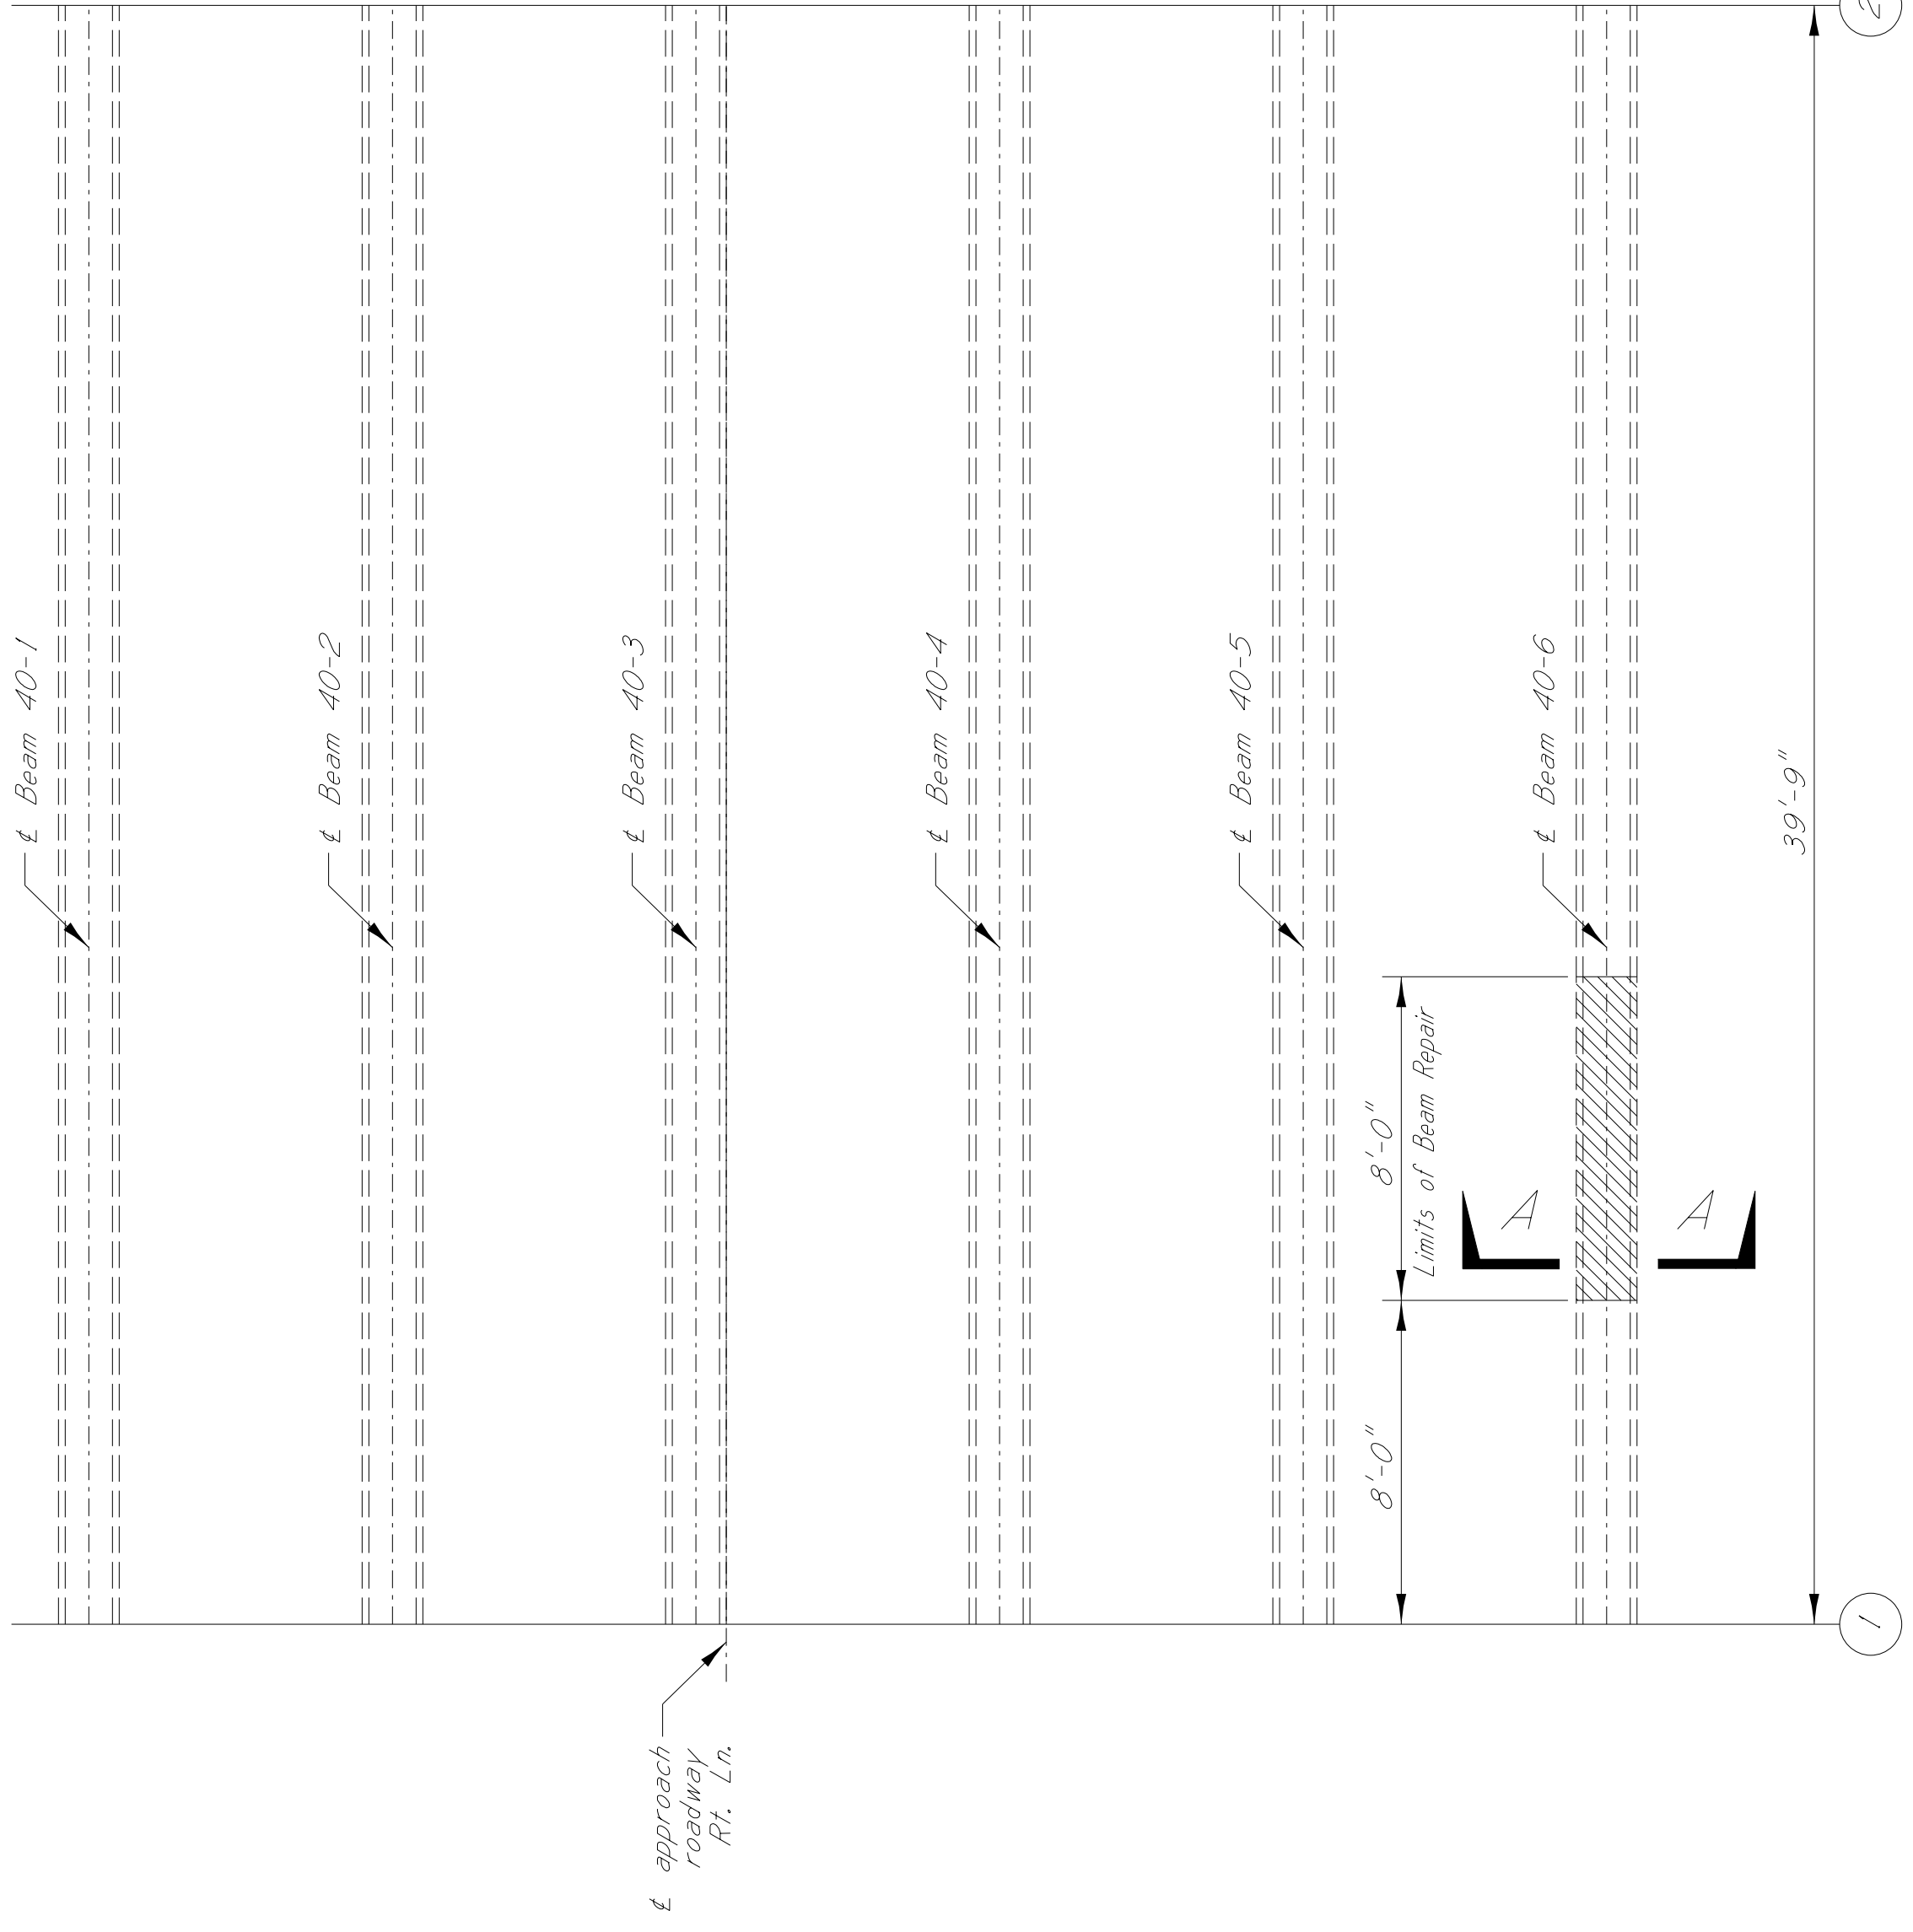 ℄ Beam 40-1
℄ Beam 40-2
℄ Beam 40-3
℄ Beam 40-4
℄ Beam 40-5
℄ Beam 40-6
39'-9"
8'-0"
Limits of Beam Repair
8'-0"
A
A
℄ approach
roadway
Rt. Ln.
1
2